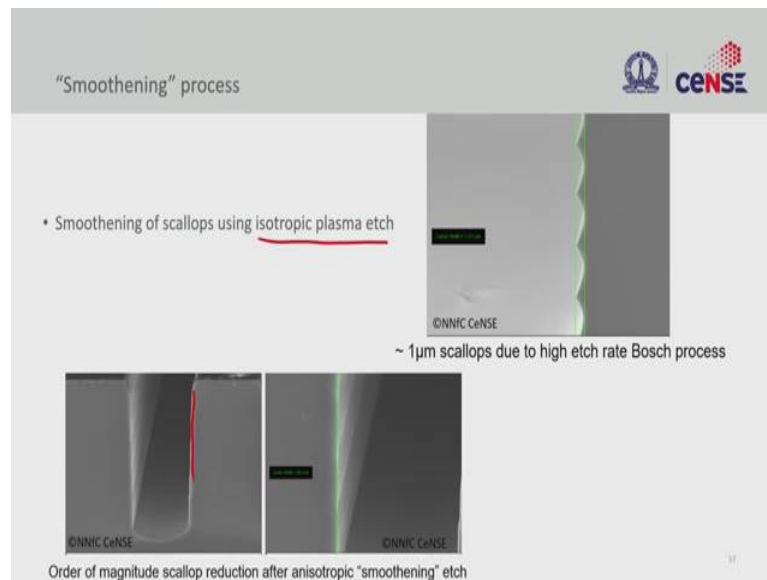 "Smoothening" process
CeNSE
• Smoothening of scallops using isotropic plasma etch
©NNfC CeNSE
~ 1μm scallops due to high etch rate Bosch process
©NNfC CeNSE
©NNfC CeNSE
Order of magnitude scallop reduction after anisotropic "smoothening" etch